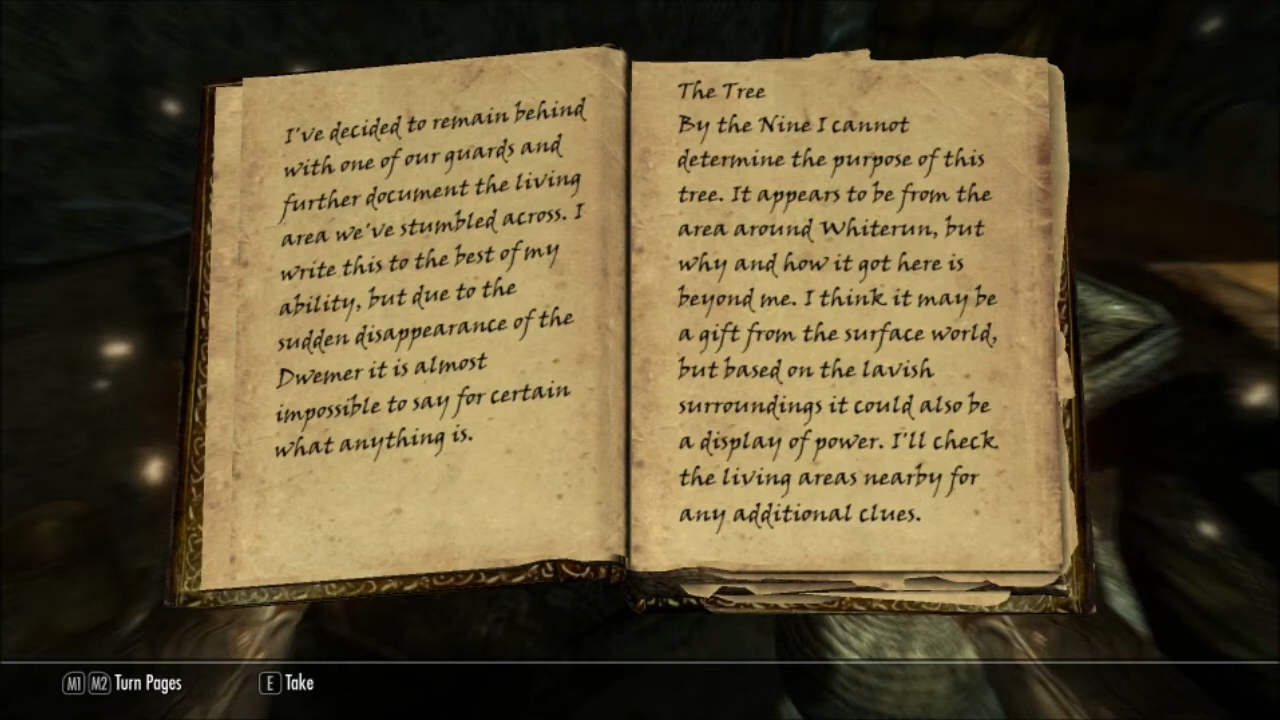 I've decided to remain behind
with one of our guards and
further document the living
area we've stumbled across. I
write this to the best of my
ability, but due to the
sudden disappearance of the
Dwemer it is almost
impossible to say for certain
what anything is.
The Tree
By the Nine I cannot
determine the purpose of this
tree. It appears to be from the
area around Whiterun, but
why and how it got here is
beyond me. I think it may be
a gift from the surface world,
but based on the lavish
surroundings it could also be
a display of power. I'll check
the living areas nearby for
any additional clues.
M1 M2 Turn Pages
E Take